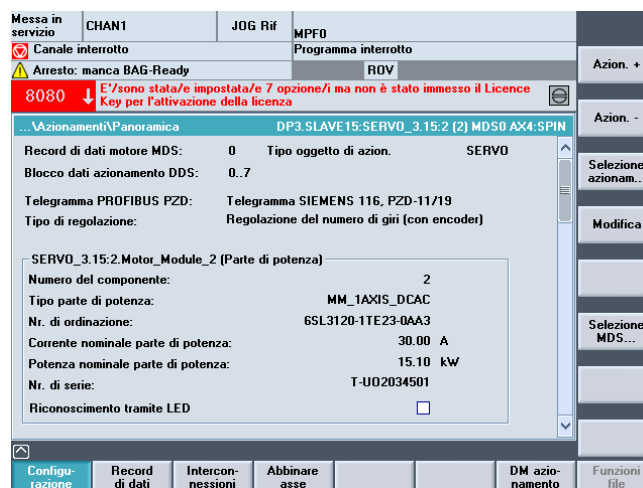 Messa in
servizio
CHAN1
JOG Rif
MPF0
Canale interrotto
Programma interrotto
Arresto: manca BAG-Ready
ROV
8080
E'/sono stata/e impostata/e 7 opzione/i ma non è stato immesso il Licence
Key per l'attivazione della licenza
...\Azionamenti\Panoramica
DP3.SLAVE15:SERVO_3.15:2 (2) MDS0 AX4:SPIN
Record di dati motore MDS: 0 Tipo oggetto di azion. SERVO
Blocco dati azionamento DDS: 0..7
Telegramma PROFIBUS PZD: Telegramma SIEMENS 116, PZD-11/19
Tipo di regolazione: Regolazione del numero di giri (con encoder)
SERVO_3.15:2.Motor_Module_2 (Parte di potenza)
Numero del componente: 2
Tipo parte di potenza: MM_1AXIS_DCAC
Nr. di ordinazione: 6SL3120-1TE23-0AA3
Corrente nominale parte di potenza: 30.00 A
Potenza nominale parte di potenza: 15.10 kW
Nr. di serie: T-UO2034501
Riconoscimento tramite LED
Azion. +
Azion. -
Selezione
azionam..
Modifica
Selezione
MDS...
Configu-
razione
Record
di dati
Intercon-
nessioni
Abbinare
asse
DM azio-
namento
Funzioni
file